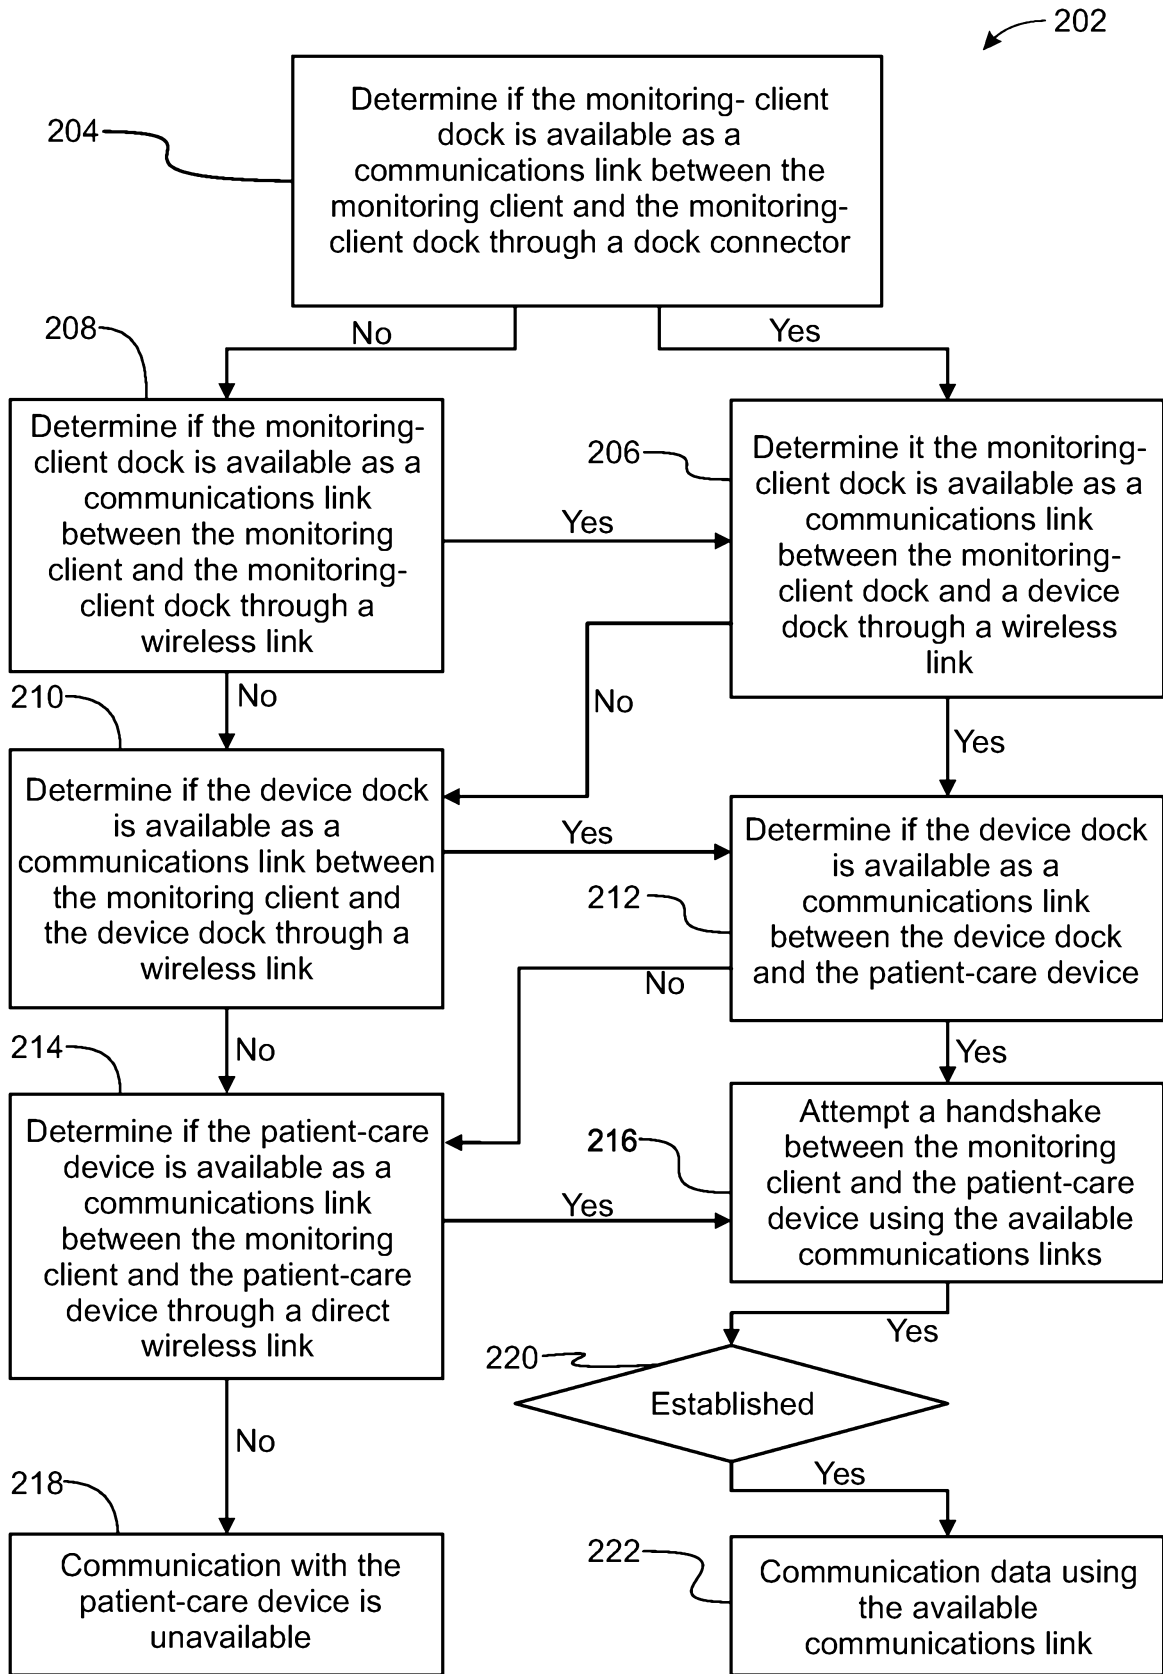 202
204
Determine if the monitoring- client
dock is available as a
communications link between the
monitoring client and the monitoring-
client dock through a dock connector
No
Yes
208
Determine if the monitoring-
client dock is available as a
communications link
between the monitoring
client and the monitoring-
client dock through a
wireless link
Yes
206
Determine it the monitoring-
client dock is available as a
communications link
between the monitoring-
client dock and a device
dock through a wireless
link
No
No
Yes
210
Determine if the device dock
is available as a
communications link between
the monitoring client and
the device dock through a
wireless link
Yes
212
Determine if the device dock
is available as a
communications link
between the device dock
and the patient-care device
No
No
Yes
214
Determine if the patient-care
device is available as a
communications link
between the monitoring
client and the patient-care
device through a direct
wireless link
Yes
216
Attempt a handshake
between the monitoring
client and the patient-care
device using the available
communications links
Yes
220
Established
No
Yes
218
Communication with the
patient-care device is
unavailable
222
Communication data using
the available
communications link